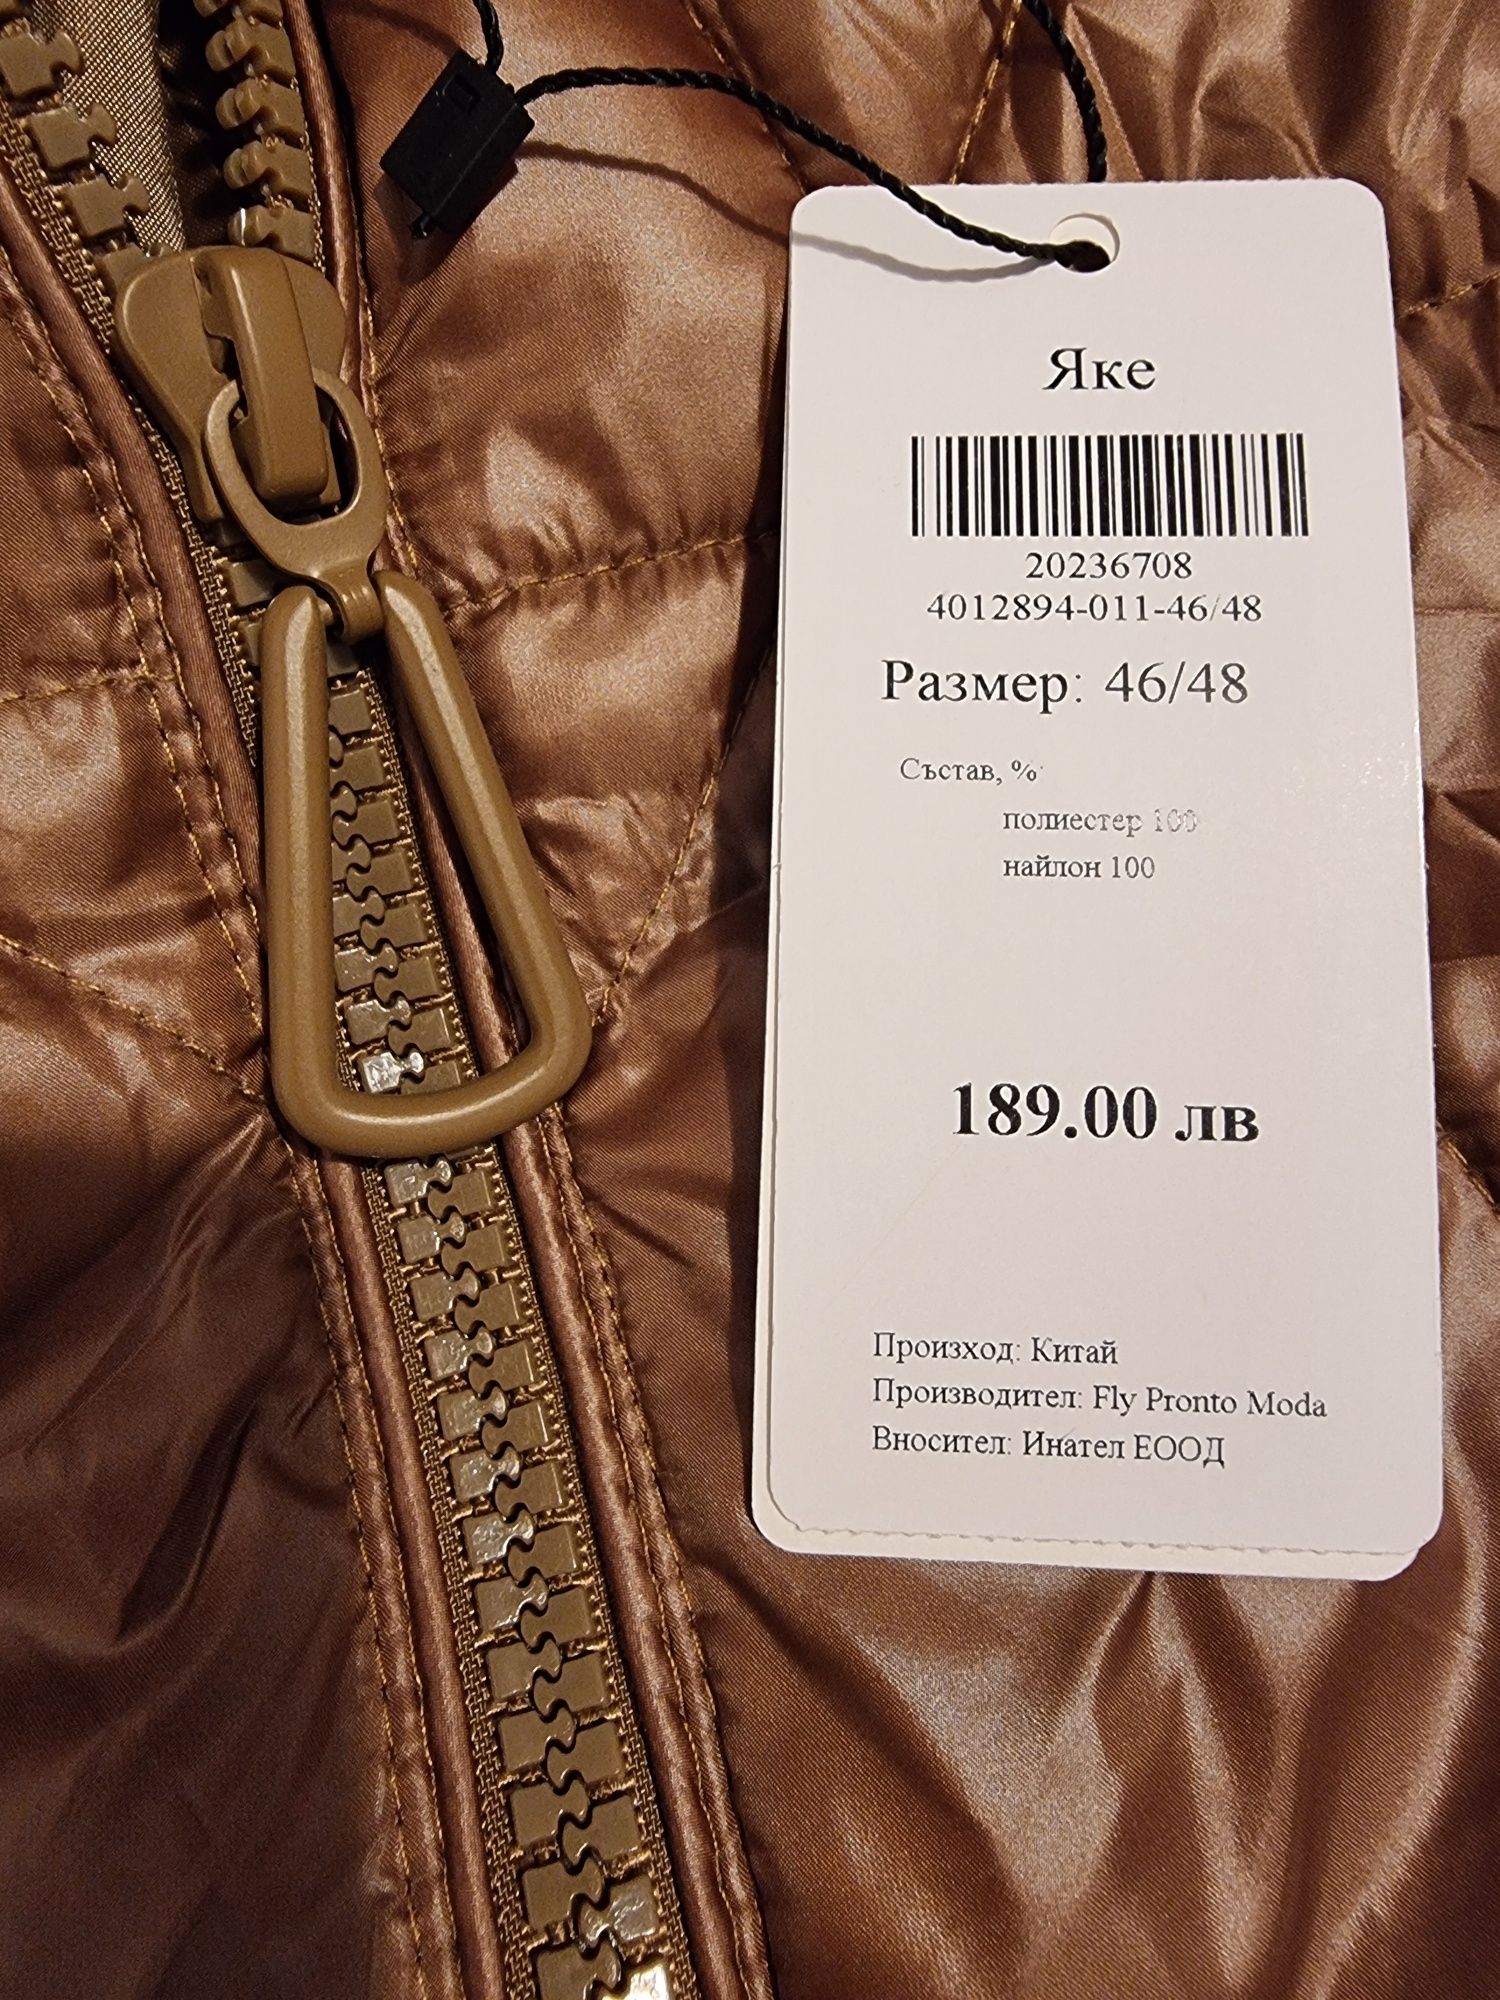 Яке
20236708
4012894-011-46/48
Размер: 46/48
Състав, %
полиестер 100
найлон 100
189.00 лв
Произход: Китай
Производител: Fly Pronto Moda
Вносител: Инател ЕООД